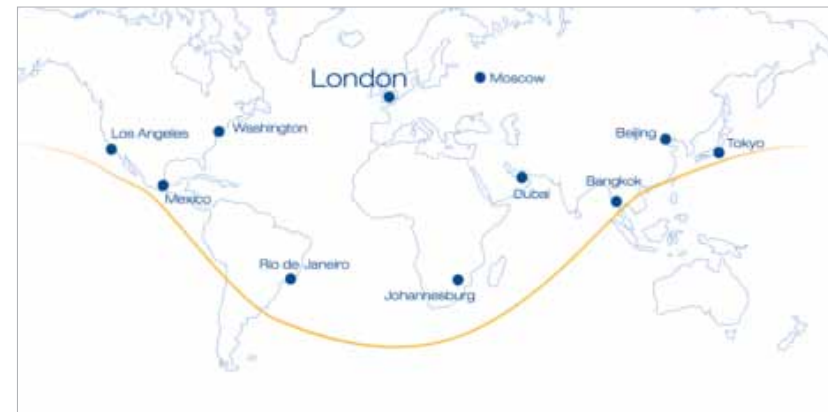 London
Moscow
Los Angeles
Washington
Beijing
Tokyo
Mexico
Dubai
Bangkok
Rio de Janeiro
Johannesburg